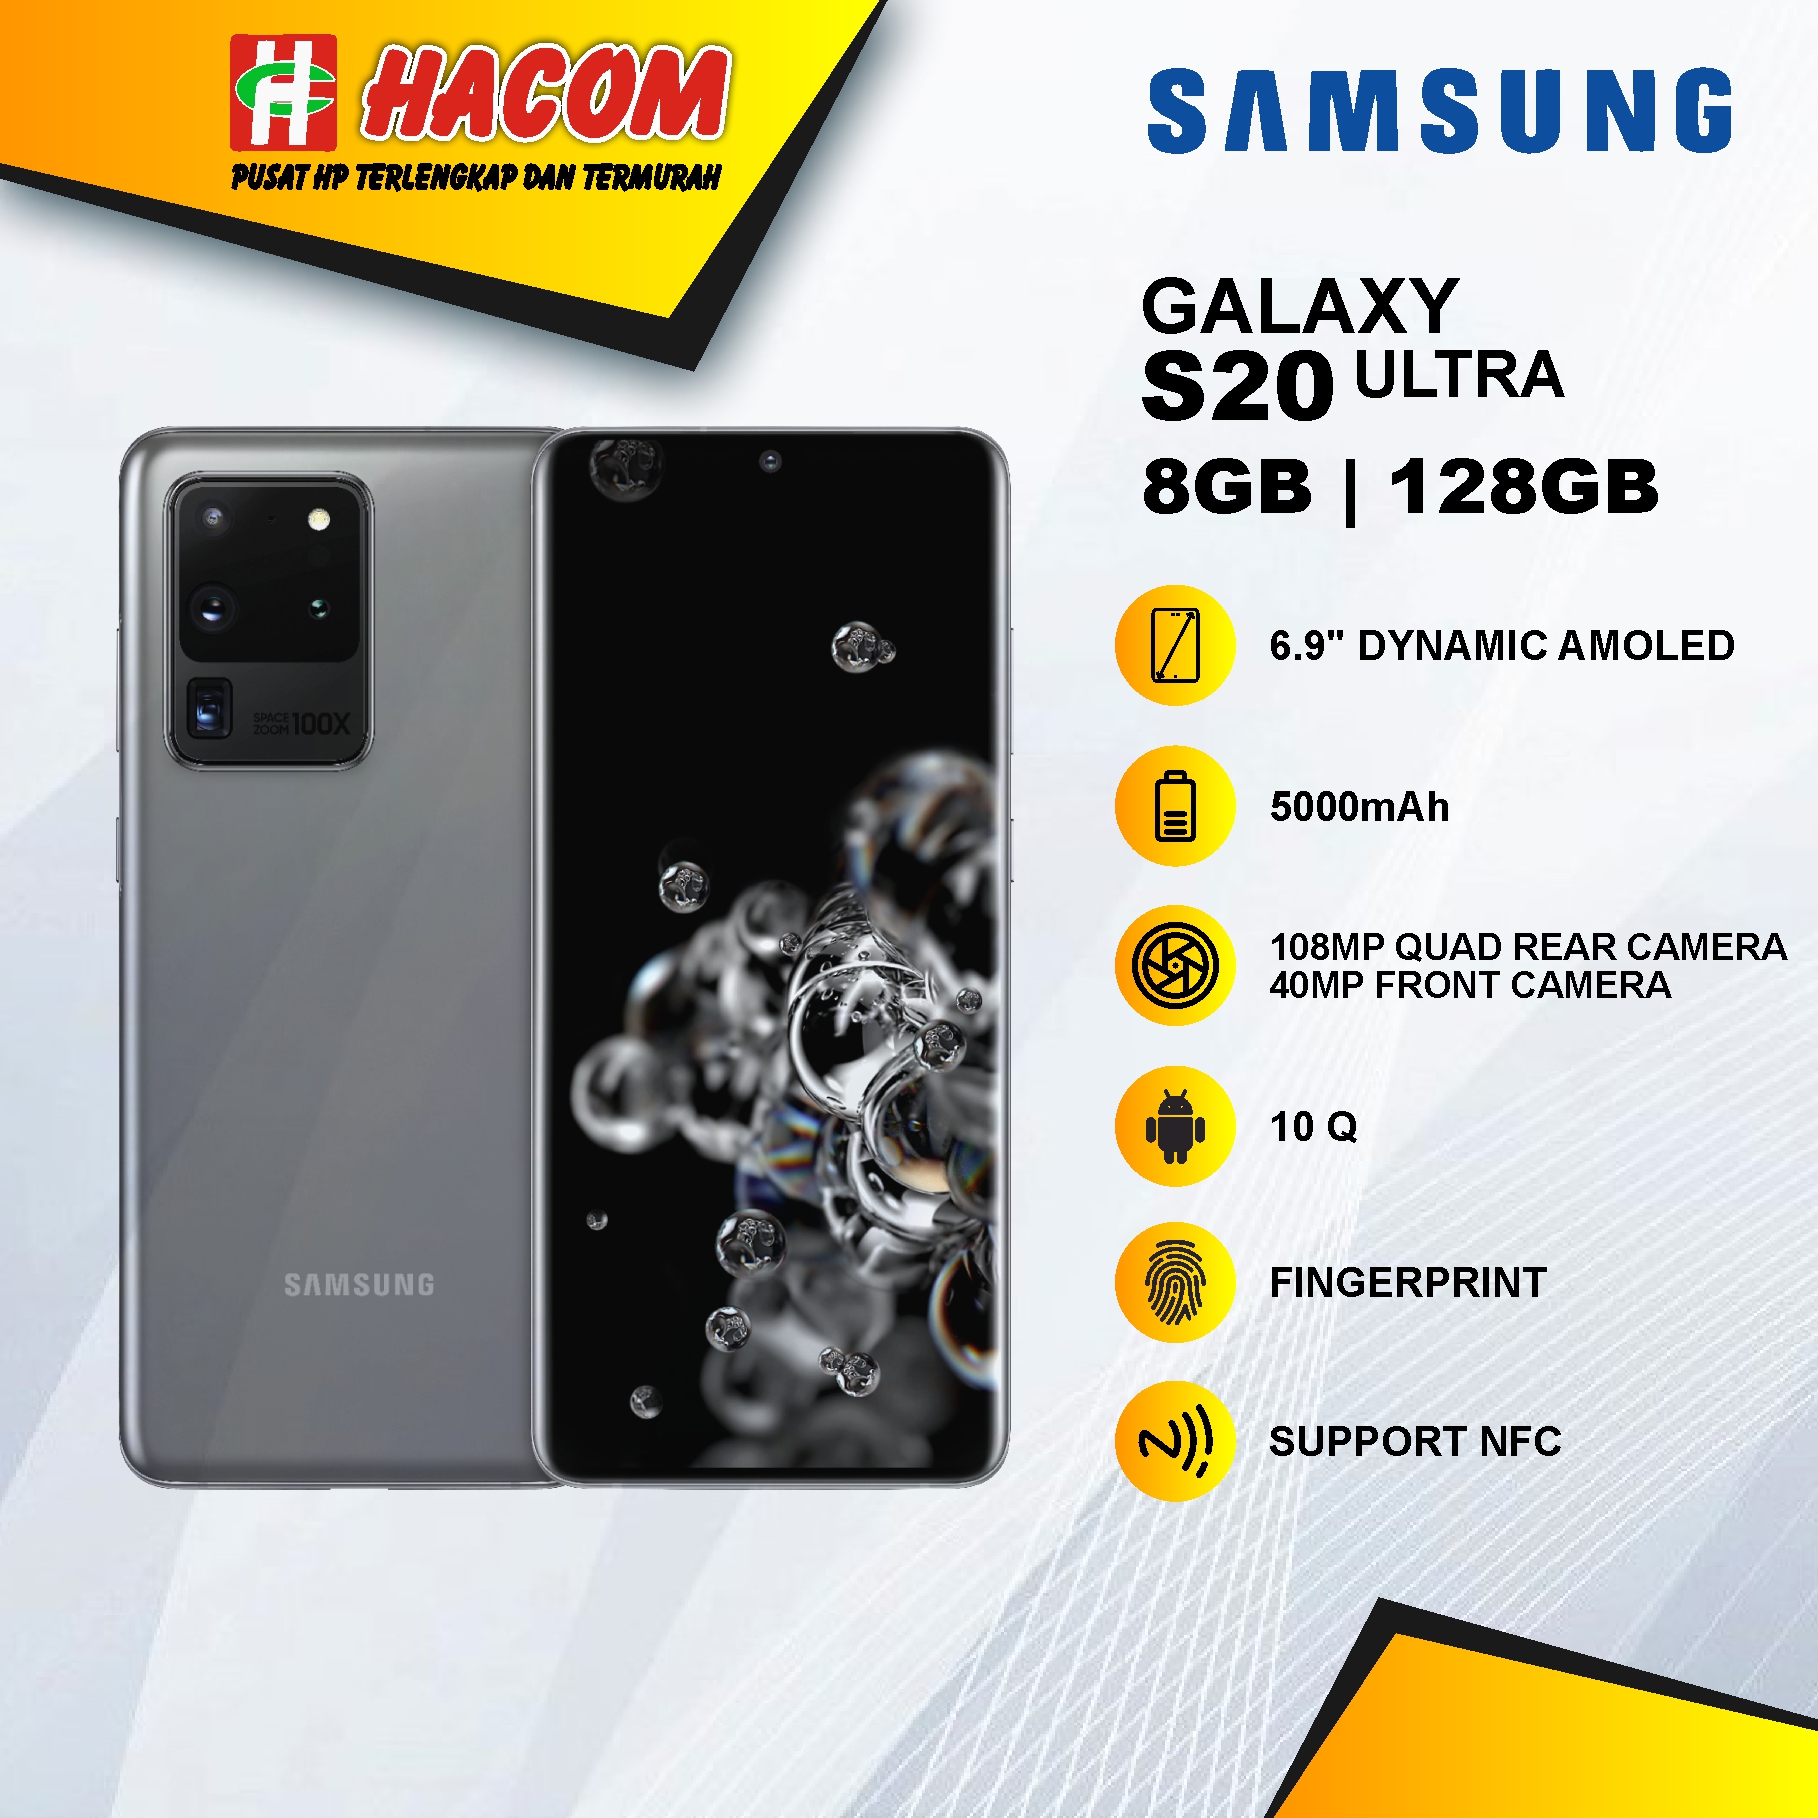 HACOM
PUSAT HP TERLENGKAP DAN TERMURAH
SAMSUNG
GALAXY
S20 ULTRA
8GB | 128GB
6.9" DYNAMIC AMOLED
5000mAh
108MP QUAD REAR CAMERA
40MP FRONT CAMERA
10 Q
FINGERPRINT
SUPPORT NFC
SPACE
ZOOM 100X
SAMSUNG